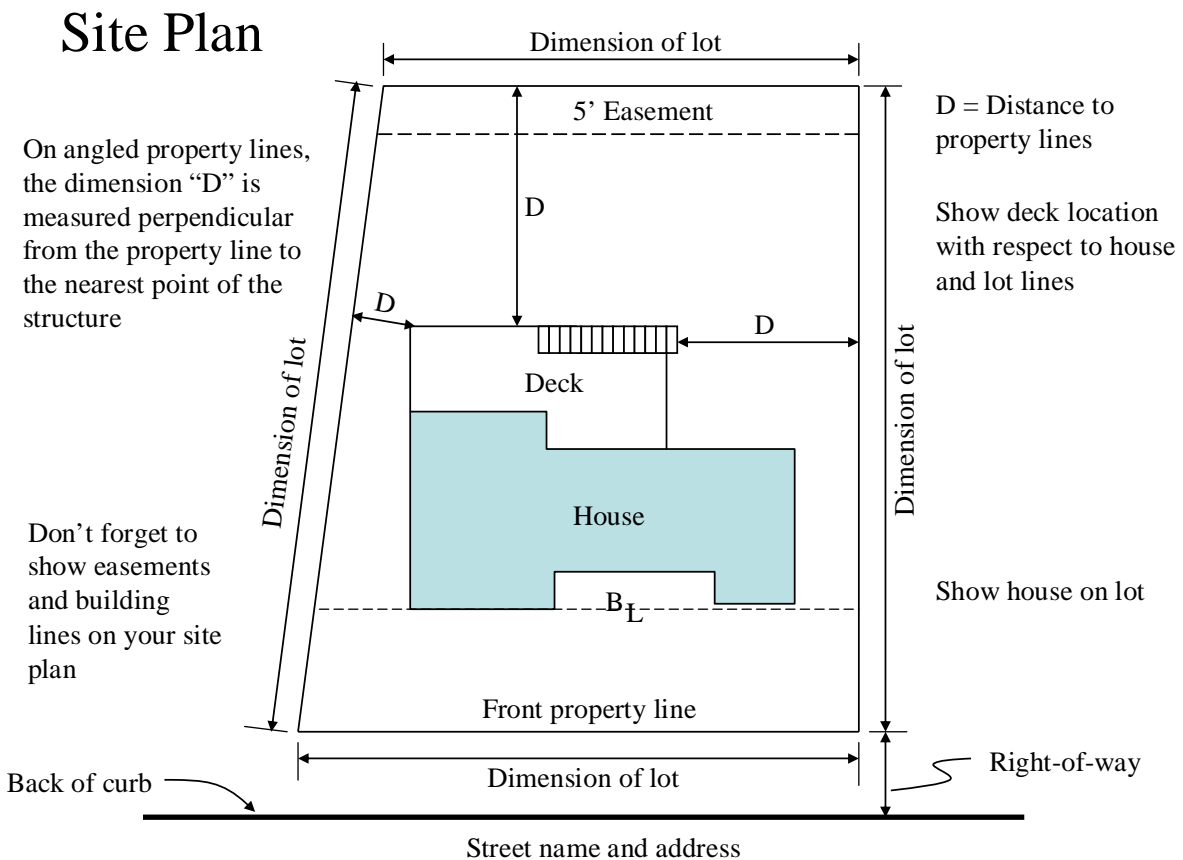 Site Plan
Dimension of lot
5’ Easement
D = Distance to
property lines
On angled property lines,
the dimension “D” is
measured perpendicular
from the property line to
the nearest point of the
structure
D
Show deck location
with respect to house
and lot lines
D
D
Dimension of lot
Dimension of lot
Deck
House
Don’t forget to
show easements
and building
lines on your site
plan
Show house on lot
BL
Front property line
Dimension of lot
Right-of-way
Back of curb
Street name and address